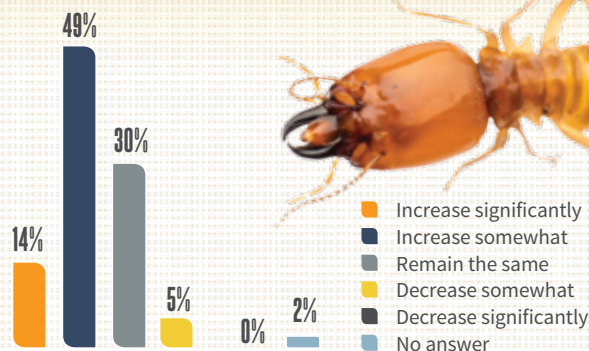 49%
30%
14%
5%
0%
2%
Increase significantly
Increase somewhat
Remain the same
Decrease somewhat
Decrease significantly
No answer